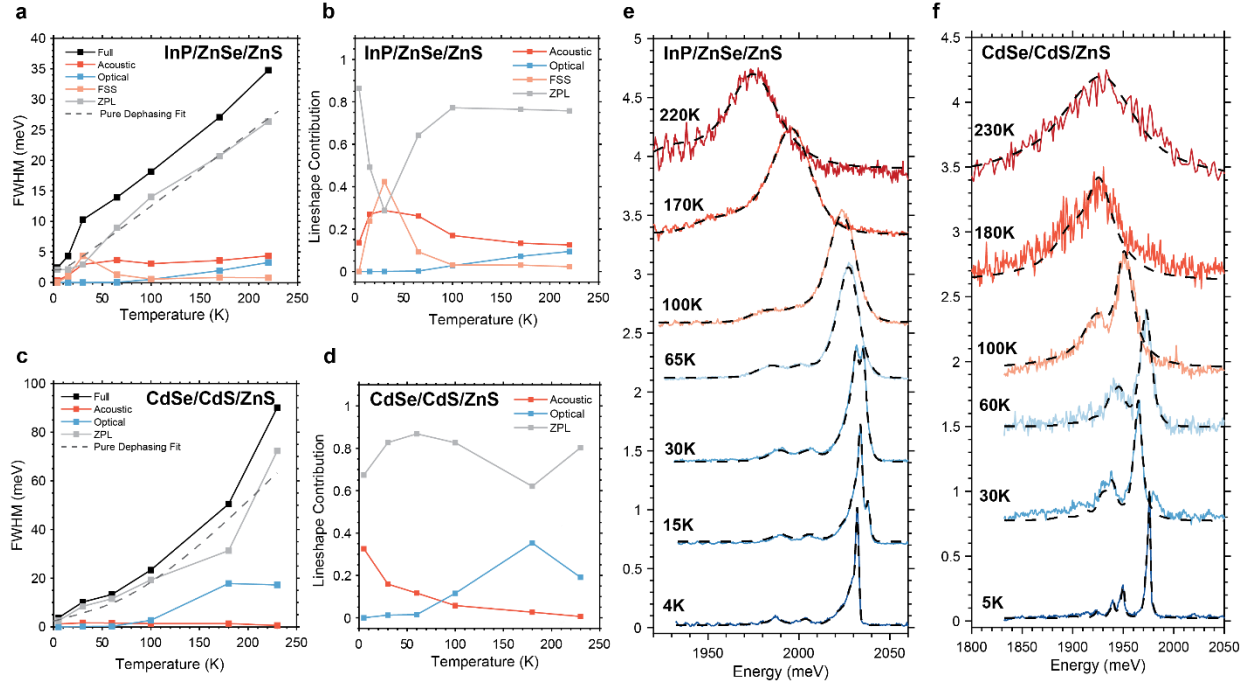 a
InP/ZnSe/ZnS
Full
Acoustic
Optical
FSS
ZPL
Pure Dephasing Fit
FWHM (meV)
40
35
30
25
20
15
10
5
0
0 50 100 150 200 250
Temperature (K)
b
InP/ZnSe/ZnS
Acoustic
Optical
FSS
ZPL
Lineshape Contribution
1
0.8
0.6
0.4
0.2
0
0 50 100 150 200 250
Temperature (K)
c
CdSe/CdS/ZnS
Full
Acoustic
Optical
ZPL
Pure Dephasing Fit
FWHM (meV)
100
80
60
40
20
0
0 50 100 150 200 250
Temperature (K)
d
CdSe/CdS/ZnS
Acoustic
Optical
ZPL
Lineshape Contribution
1
0.8
0.6
0.4
0.2
0
0 50 100 150 200 250
Temperature (K)
e
InP/ZnSe/ZnS
5
4.5
4
3.5
3
2.5
2
1.5
1
0.5
0
220K
170K
100K
65K
30K
15K
4K
1950 2000 2050
Energy (meV)
f
CdSe/CdS/ZnS
4.5
4
3.5
3
2.5
2
1.5
1
0.5
0
230K
180K
100K
60K
30K
5K
1800 1850 1900 1950 2000 2050
Energy (meV)